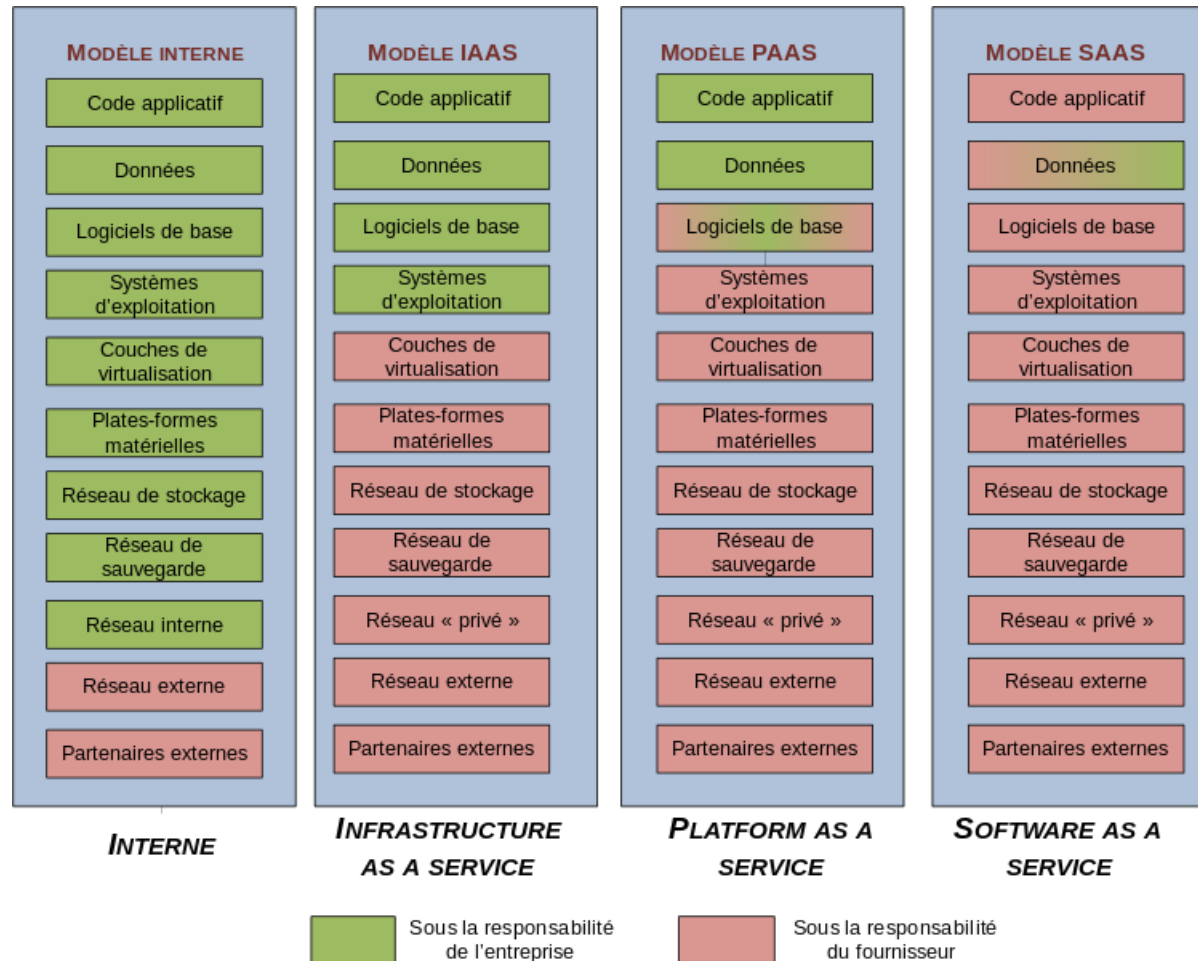 MODÈLE INTERNE
Code applicatif
Données
Logiciels de base
Systèmes
d'exploitation
Couches de
virtualisation
Plates-formes
matérielles
Réseau de stockage
Réseau de
sauvegarde
Réseau interne
Réseau externe
Partenaires externes
INTERNE
MODÈLE IAAS
Code applicatif
Données
Logiciels de base
Systèmes
d'exploitation
Couches de
virtualisation
Plates-formes
matérielles
Réseau de stockage
Réseau de
sauvegarde
Réseau « privé »
Réseau externe
Partenaires externes
INFRASTRUCTURE
AS A SERVICE
MODÈLE PAAS
Code applicatif
Données
Logiciels de base
Systèmes
d'exploitation
Couches de
virtualisation
Plates-formes
matérielles
Réseau de stockage
Réseau de
sauvegarde
Réseau « privé »
Réseau externe
Partenaires externes
PLATFORM AS A
SERVICE
MODÈLE SAAS
Code applicatif
Données
Logiciels de base
Systèmes
d'exploitation
Couches de
virtualisation
Plates-formes
matérielles
Réseau de stockage
Réseau de
sauvegarde
Réseau « privé »
Réseau externe
Partenaires externes
SOFTWARE AS A
SERVICE
Sous la responsabilité
de l'entreprise
Sous la responsabilité
du fournisseur